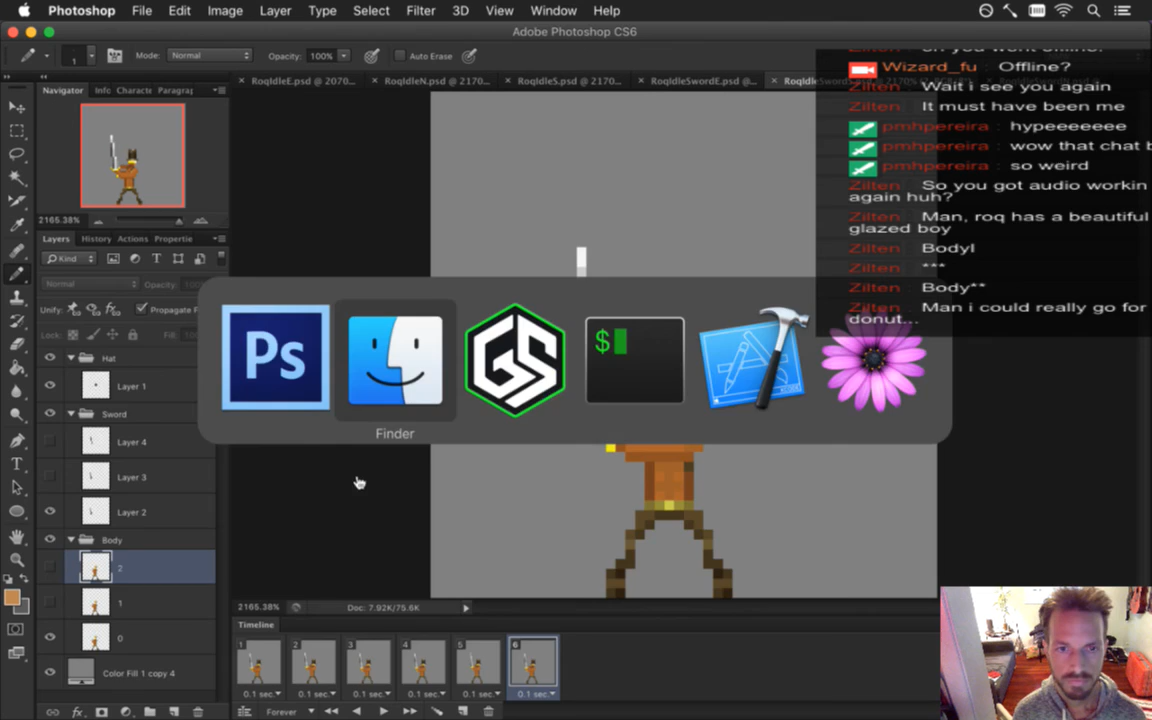 Photoshop File Edit Image Layer Type Select Filter 3D View Window Help
Adobe Photoshop CS6
1 Mode: Normal Opacity: 100% Auto Erase
RoqIdleE.psd @ 2070... RoqIdleN.psd @ 2170... RoqIdleS.psd @ 2170... RoqIdleSwordE.psd @...
Navigator Info Characte Paragra
2165.38%
Layers History Actions Propertie
Kind
Normal Opacity:
Unify: Propagate F
Lock: Fill:
Hat
Layer 1
Sword
Layer 4
Layer 3
Layer 2
Body
2
1
0
Color Fill 1 copy 4
Wizard_fu : Offline?
Zilten : Wait i see you again
Zilten : It must have been me
pmhpereira : hypeeeeeee
pmhpereira : wow that chat b
pmhpereira : so weird
Zilten : So you got audio workin
again huh?
Zilten : Man, roq has a beautiful
glazed boy
Zilten : Bodyl
Zilten : ***
Zilten : Body**
Zilten : Man i could really go for
donut...
Ps
GS
$
Finder
2165.38% Doc: 7.92K/75.6K
Timeline
1 2 3 4 5 6
0.1 sec. 0.1 sec. 0.1 sec. 0.1 sec. 0.1 sec. 0.1 sec.
Forever